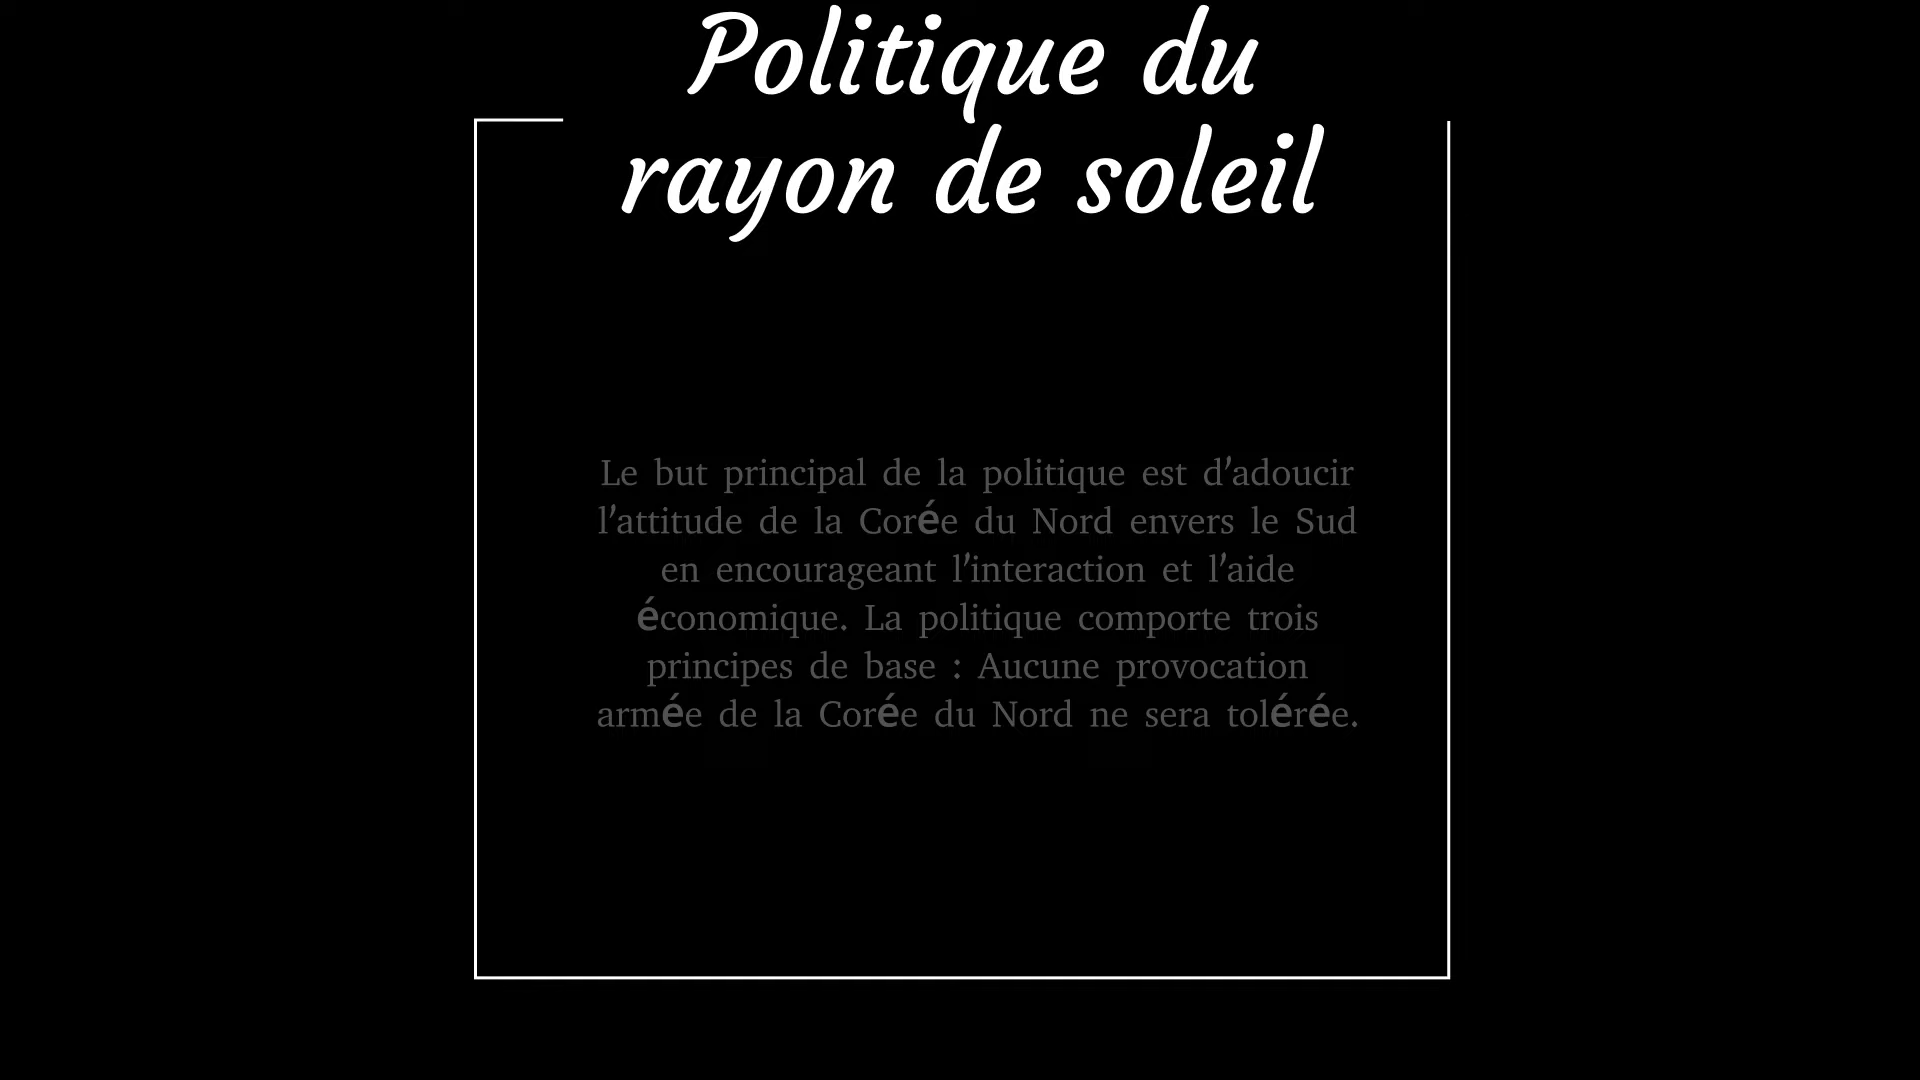 Politique du
rayon de soleil
Le but principal de la politique est d'adoucir
l'attitude de la Corée du Nord envers le Sud
en encourageant l'interaction et l'aide
économique. La politique comporte trois
principes de base : Aucune provocation
armée de la Corée du Nord ne sera tolérée.